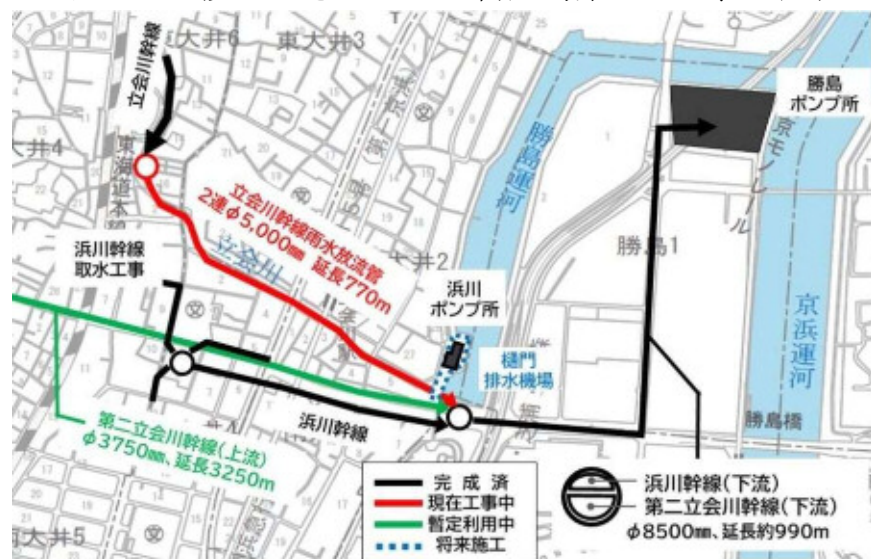 東大井6
東大井3
立会川幹線
大井4
東海道本線
5号(第一京浜)
勝島運河
勝島
ポンプ所
京モノレール
立会川幹線雨水放流管
2連φ5,000㎜ 延長770m
立会川
大井2
勝島1
浜川幹線
取水工事
浜川
ポンプ所
京浜運河
樋門
排水機場
浜川幹線
勝島橋
第二立会川幹線(上流)
φ3750㎜、延長3250m
完成済
現在工事中
暫定利用中
将来施工
浜川幹線(下流)
第二立会川幹線(下流)
φ8500㎜、延長約990m
南大井5